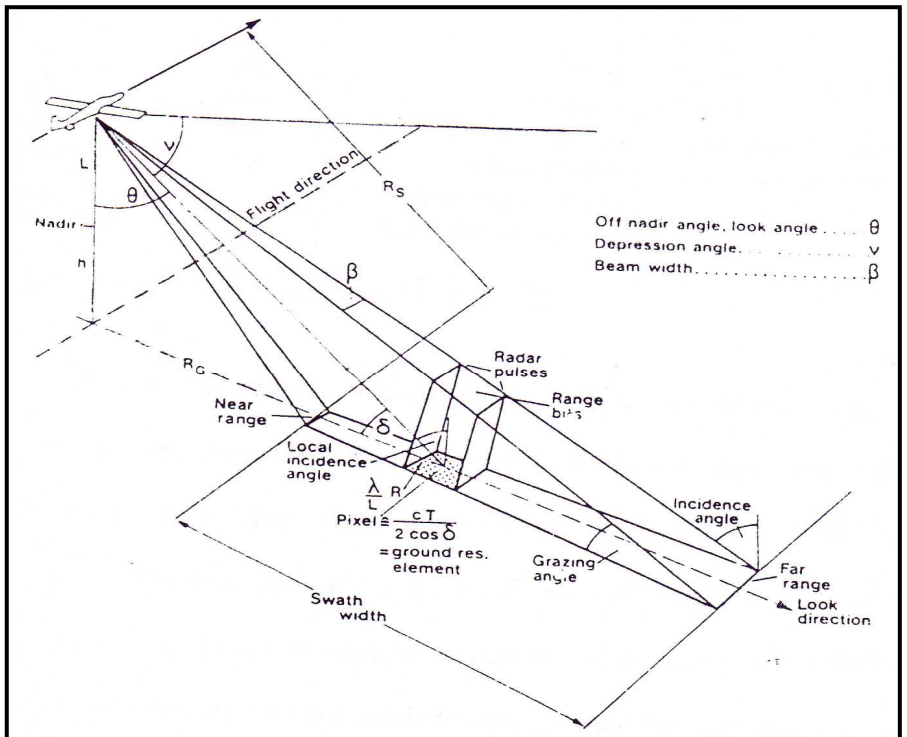 ν
L
θ
Flight direction
R_S
Nadir
h
Off nadir angle, look angle .... θ
Depression angle... ........... ν
Beam width................... β
β
R_G
Radar
pulses
Near
range
Range
δ
Local
incidence
angle
λ/L R
Pixel ≙ cT / 2 cos δ
= ground res.
element
Incidence
angle
Grazing
angle
Far
range
Look
direction
Swath
width